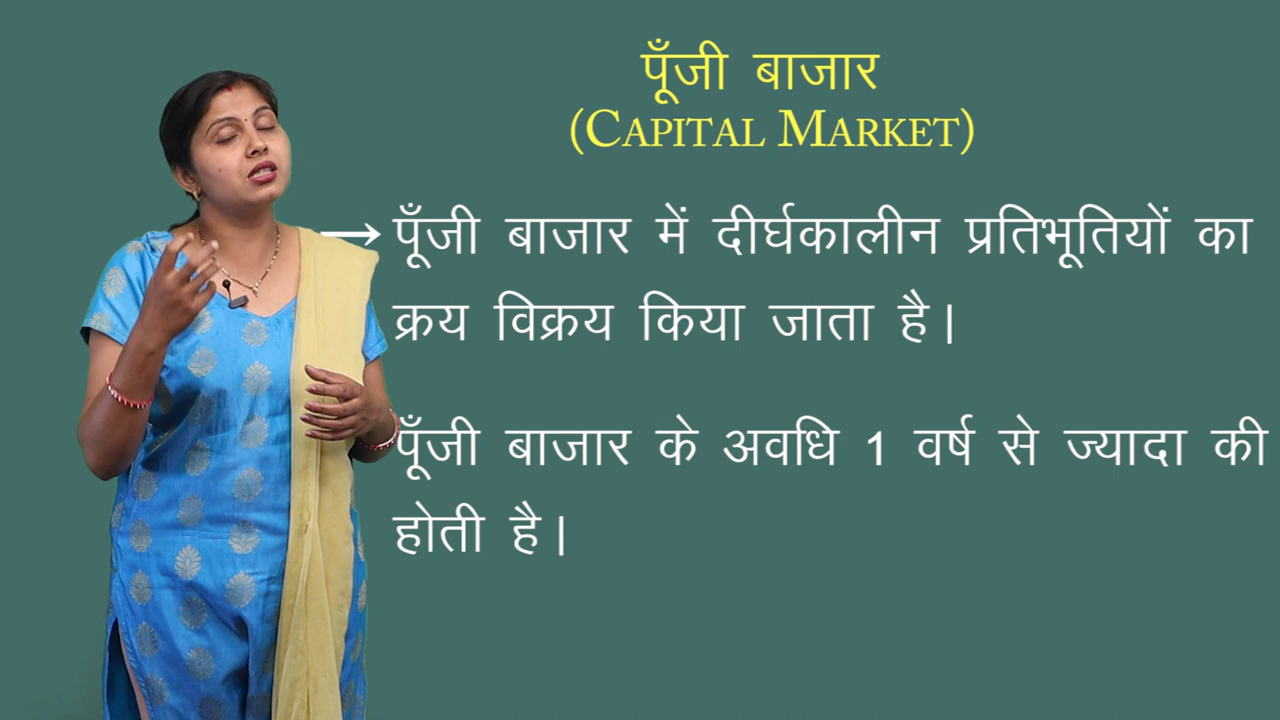 पूँजी बाजार
(CAPITAL MARKET)
→ पूँजी बाजार में दीर्घकालीन प्रतिभूतियों का
क्रय विक्रय किया जाता है।
पूँजी बाजार के अवधि 1 वर्ष से ज्यादा की
होती है।